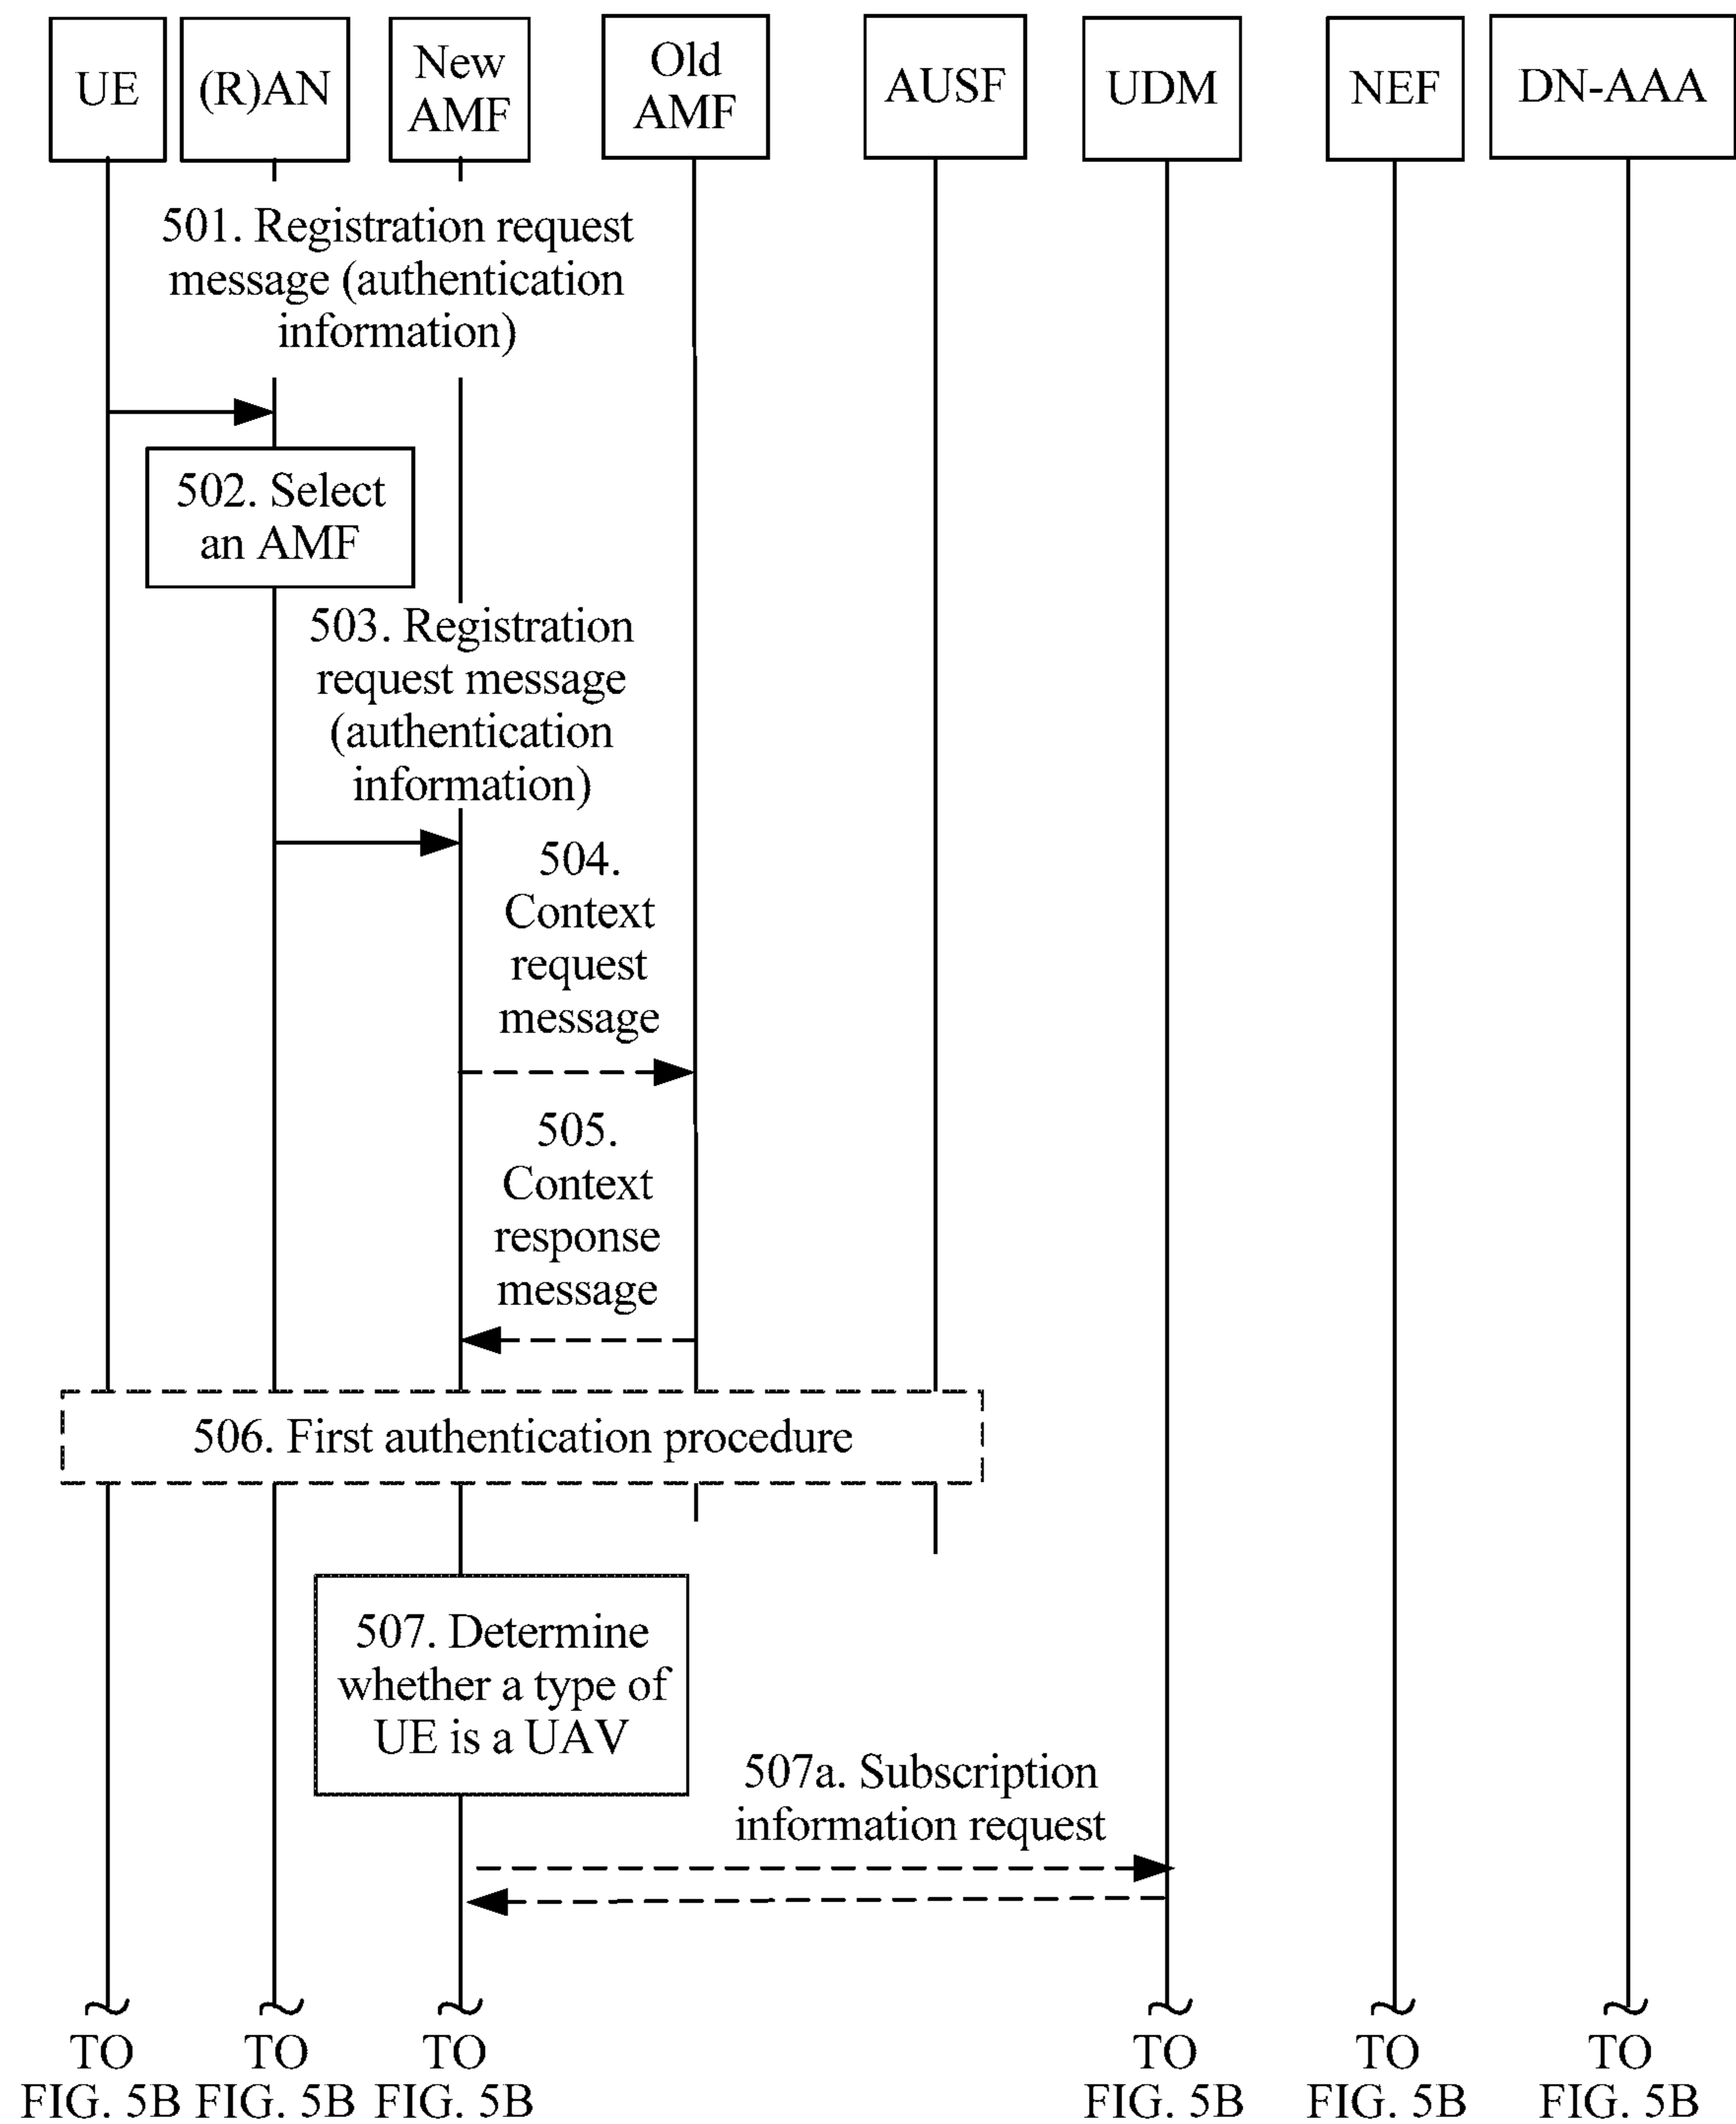 UE
(R)AN
New
AMF
Old
AMF
AUSF
UDM
NEF
DN-AAA
501. Registration request
message (authentication
information)
502. Select
an AMF
503. Registration
request message
(authentication
information)
504.
Context
request
message
505.
Context
response
message
506. First authentication procedure
507. Determine
whether a type of
UE is a UAV
507a. Subscription
information request
TO
FIG. 5B
TO
FIG. 5B
TO
FIG. 5B
TO
FIG. 5B
TO
FIG. 5B
TO
FIG. 5B